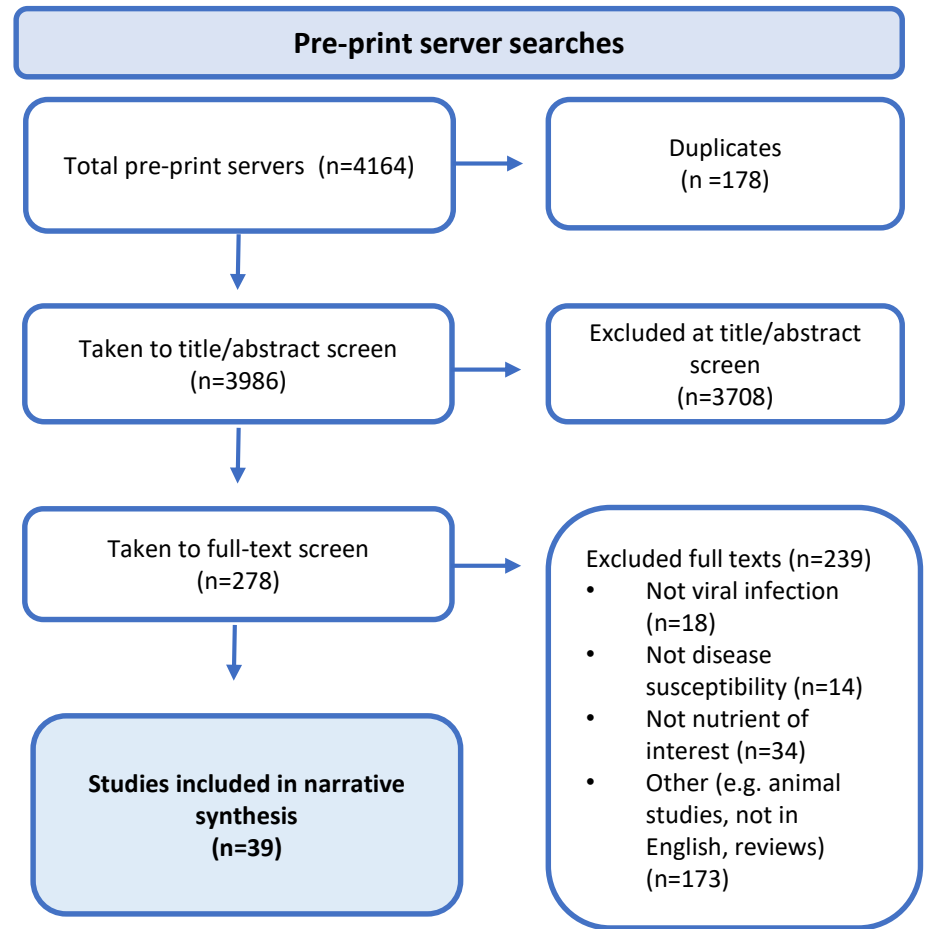 Pre-print server searches
Total pre-print servers  (n=4164)
Duplicates
(n =178)
Taken to title/abstract screen
(n=3986)
Excluded at title/abstract
screen
(n=3708)
Taken to full-text screen
(n=278)
Excluded full texts (n=239)
• Not viral infection
(n=18)
• Not disease
susceptibility (n=14)
• Not nutrient of
interest (n=34)
• Other (e.g. animal
studies, not in
English, reviews)
(n=173)
Studies included in narrative
synthesis
(n=39)